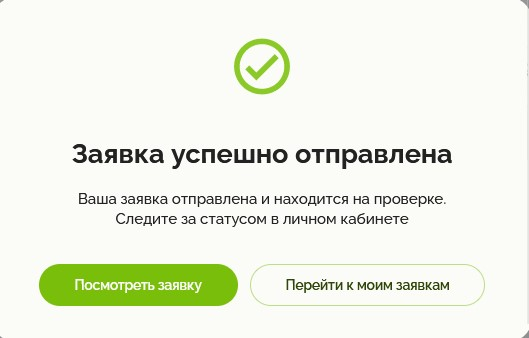 Заявка успешно отправлена
Ваша заявка отправлена и находится на проверке.
Следите за статусом в личном кабинете
Посмотреть заявку
Перейти к моим заявкам